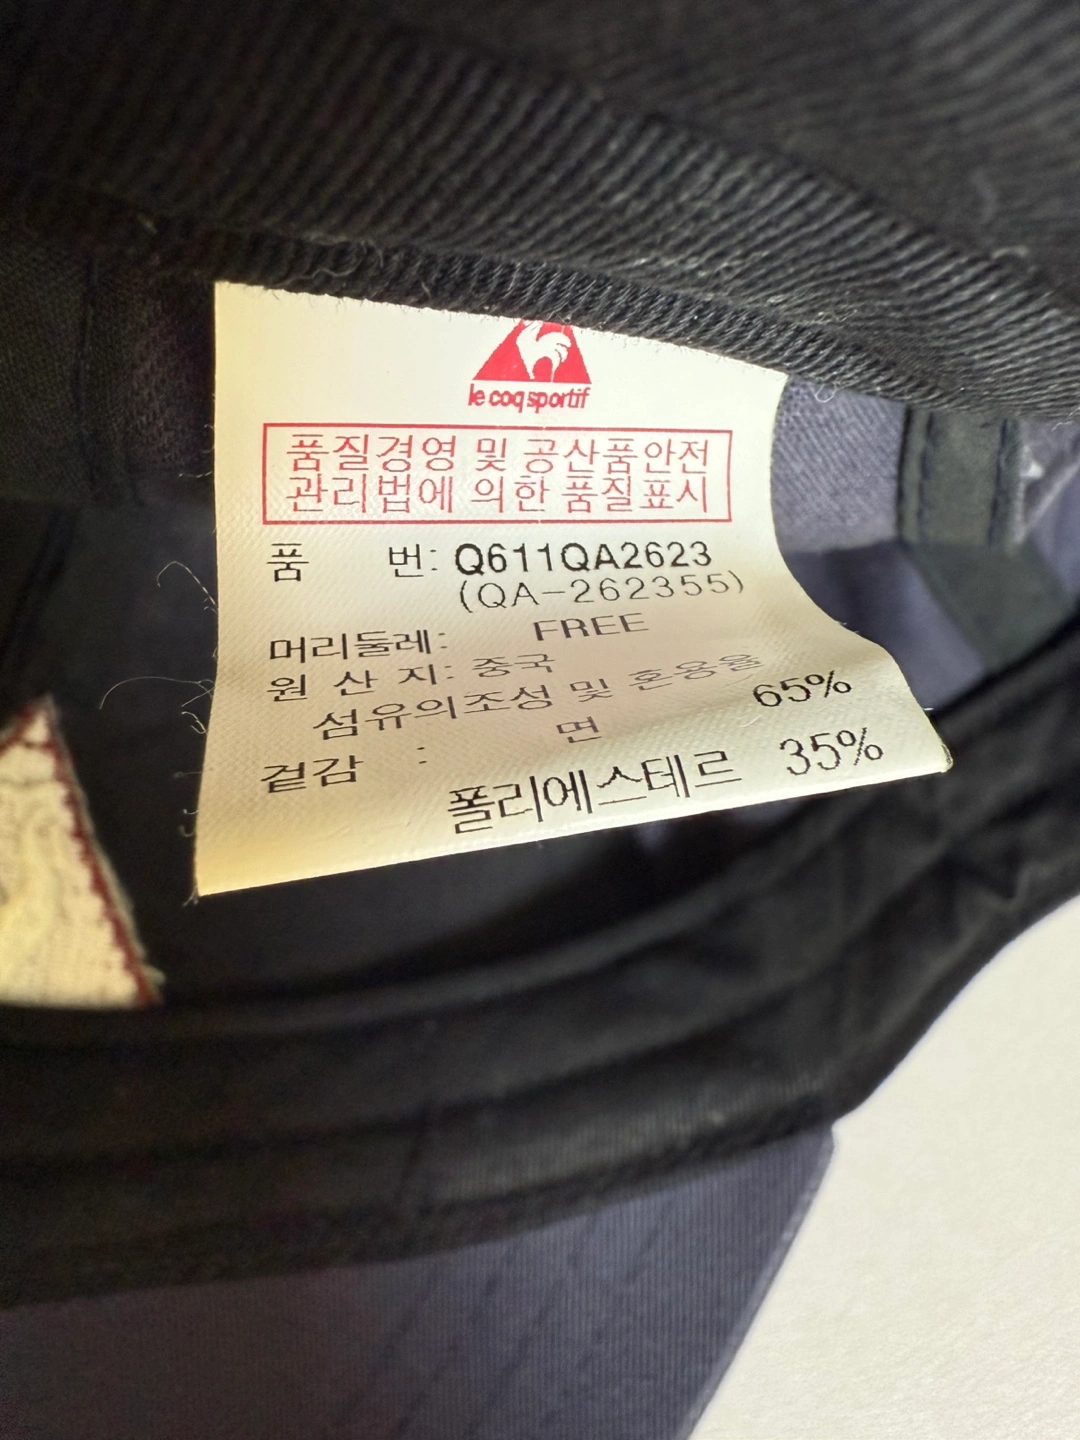 le coq sportif
품질경영 및 공산품안전
관리법에 의한 품질표시
품 번: Q611QA2623
(QA-262355)
머리둘레: FREE
원 산 지: 중국
섬유의조성 및 혼용율
겉감 : 면 65%
폴리에스테르 35%